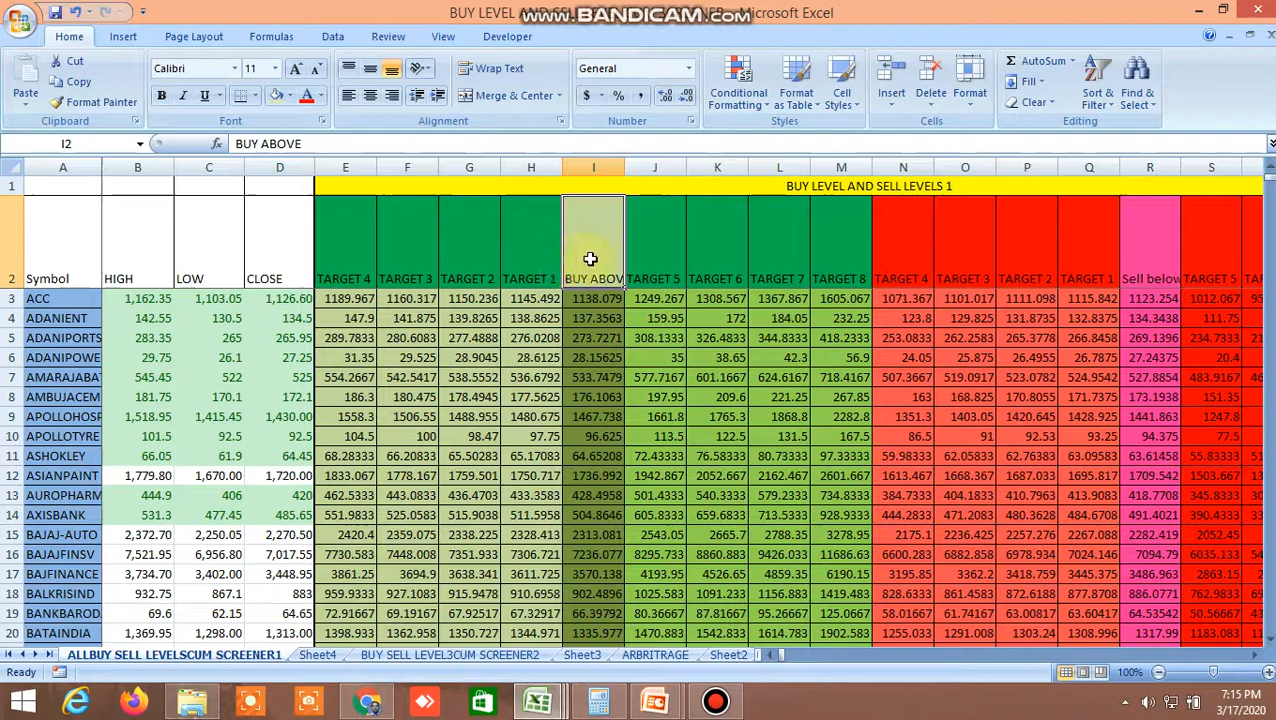 BUY LEVEL AND SE
www.BANDICAM.com
- Microsoft Excel
Home Insert Page Layout Formulas Data Review View Developer
Paste Cut Copy Format Painter
Calibri 11 Wrap Text Merge & Center General
B I U $ % ,
Conditional Formatting Format as Table Cell Styles Insert Delete Format
AutoSum Fill Clear Sort & Filter Find & Select
Clipboard Font Alignment Number Styles Cells Editing
I2 fx BUY ABOVE
A B C D E F G H I J K L M N O P Q R S
1 BUY LEVEL AND SELL LEVELS 1
2 Symbol HIGH LOW CLOSE TARGET 4 TARGET 3 TARGET 2 TARGET 1 BUY ABOV TARGET 5 TARGET 6 TARGET 7 TARGET 8 TARGET 4 TARGET 3 TARGET 2 TARGET 1 Sell below TARGET 5
3 ACC 1,162.35 1,103.05 1,126.60 1189.967 1160.317 1150.236 1145.492 1138.079 1249.267 1308.567 1367.867 1605.067 1071.367 1101.017 1111.098 1115.842 1123.254 1012.067 95
4 ADANIENT 142.55 130.5 134.5 147.9 141.875 139.8265 138.8625 137.3563 159.95 172 184.05 232.25 123.8 129.825 131.8735 132.8375 134.3438 111.75
5 ADANIPORTS 283.35 265 265.95 289.7833 280.6083 277.4888 276.0208 273.7271 308.1333 326.4833 344.8333 418.2333 253.0833 262.2583 265.3778 266.8458 269.1396 234.7333 21
6 ADANIPOWE 29.75 26.1 27.25 31.35 29.525 28.9045 28.6125 28.15625 35 38.65 42.3 56.9 24.05 25.875 26.4955 26.7875 27.24375 20.4
7 AMARAJABA 545.45 522 525 554.2667 542.5417 538.5552 536.6792 533.7479 577.7167 601.1667 624.6167 718.4167 507.3667 519.0917 523.0782 524.9542 527.8854 483.9167 46
8 AMBUJACEM 181.75 170.1 172.1 186.3 180.475 178.4945 177.5625 176.1063 197.95 209.6 221.25 267.85 163 168.825 170.8055 171.7375 173.1938 151.35
9 APOLLOHOSP 1,518.95 1,415.45 1,430.00 1558.3 1506.55 1488.955 1480.675 1467.738 1661.8 1765.3 1868.8 2282.8 1351.3 1403.05 1420.645 1428.925 1441.863 1247.8
10 APOLLOTYRE 101.5 92.5 92.5 104.5 100 98.47 97.75 96.625 113.5 122.5 131.5 167.5 86.5 91 92.53 93.25 94.375 77.5
11 ASHOKLEY 66.05 61.9 64.45 68.28333 66.20833 65.50283 65.17083 64.65208 72.43333 76.58333 80.73333 97.33333 59.98333 62.05833 62.76383 63.09583 63.61458 55.83333 51
12 ASIANPAINT 1,779.80 1,670.00 1,720.00 1833.067 1778.167 1759.501 1750.717 1736.992 1942.867 2052.667 2162.467 2601.667 1613.467 1668.367 1687.033 1695.817 1709.542 1503.667 13
13 AUROPHARM 444.9 406 420 462.5333 443.0833 436.4703 433.3583 428.4958 501.4333 540.3333 579.2333 734.8333 384.7333 404.1833 410.7963 413.9083 418.7708 345.8333 30
14 AXISBANK 531.3 477.45 485.65 551.9833 525.0583 515.9038 511.5958 504.8646 605.8333 659.6833 713.5333 928.9333 444.2833 471.2083 480.3628 484.6708 491.4021 390.4333 33
15 BAJAJ-AUTO 2,372.70 2,250.05 2,270.50 2420.4 2359.075 2338.225 2328.413 2313.081 2543.05 2665.7 2788.35 3278.95 2175.1 2236.425 2257.275 2267.088 2282.419 2052.45
16 BAJAJFINSV 7,521.95 6,956.80 7,017.55 7730.583 7448.008 7351.933 7306.721 7236.077 8295.733 8860.883 9426.033 11686.63 6600.283 6882.858 6978.934 7024.146 7094.79 6035.133 54
17 BAJFINANCE 3,734.70 3,402.00 3,448.95 3861.25 3694.9 3638.341 3611.725 3570.138 4193.95 4526.65 4859.35 6190.15 3195.85 3362.2 3418.759 3445.375 3486.963 2863.15
18 BALKRISIND 932.75 867.1 883 959.9333 927.1083 915.9478 910.6958 902.4896 1025.583 1091.233 1156.883 1419.483 828.6333 861.4583 872.6188 877.8708 886.0771 762.9833 69
19 BANKBAROD 69.6 62.15 64.65 72.91667 69.19167 67.92517 67.32917 66.39792 80.36667 87.81667 95.26667 125.0667 58.01667 61.74167 63.00817 63.60417 64.53542 50.56667 43
20 BATAINDIA 1,369.95 1,298.00 1,313.00 1398.933 1362.958 1350.727 1344.971 1335.977 1470.883 1542.833 1614.783 1902.583 1255.033 1291.008 1303.24 1308.996 1317.99 1183.083 11
ALLBUY SELL LEVELSCUM SCREENER1 Sheet4 BUY SELL LEVEL3CUM SCREENER2 Sheet3 ARBRITRAGE Sheet2
Ready 100%
7:15 PM
3/17/2020